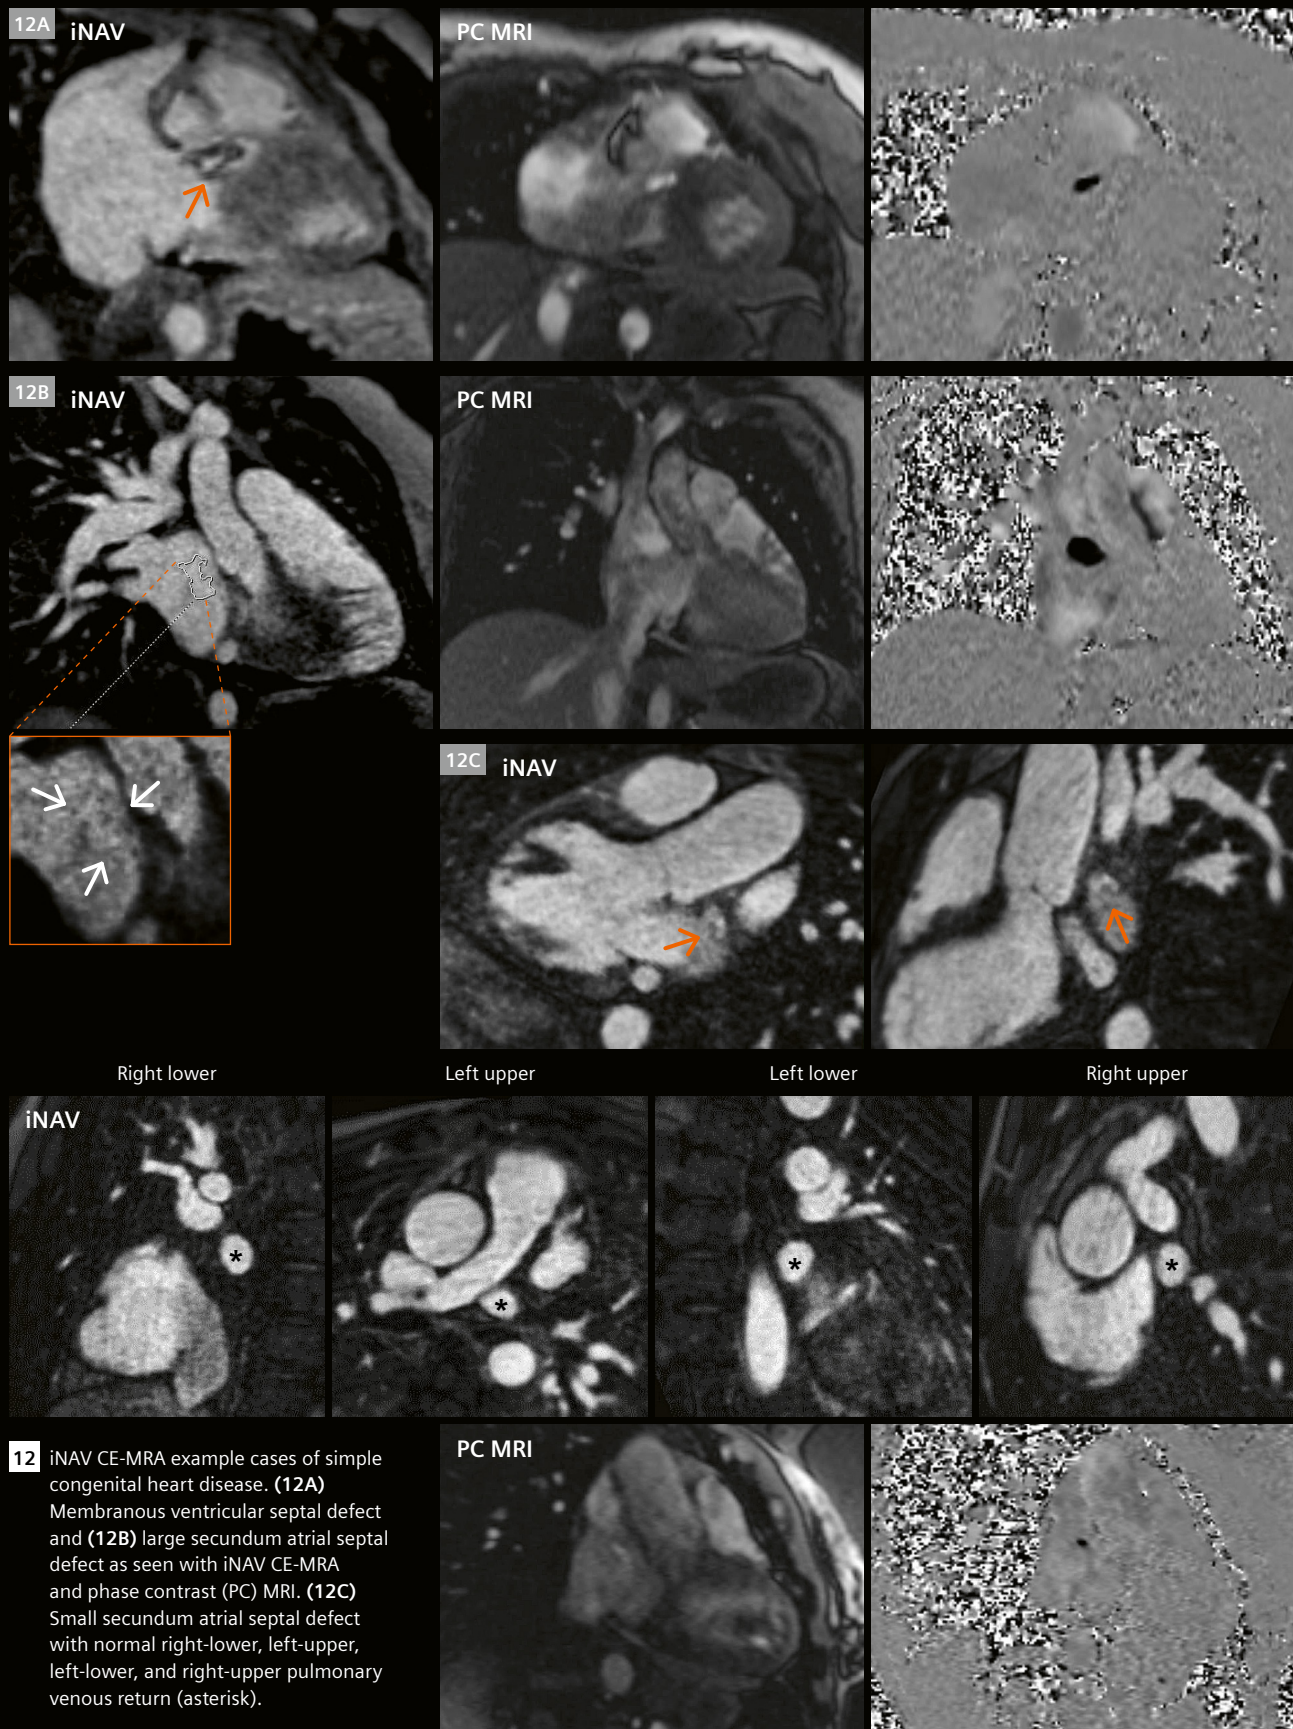 12A iNAV
PC MRI
12B iNAV
PC MRI
12C iNAV
Right lower
Left upper
Left lower
Right upper
iNAV
*
*
*
*
PC MRI
12 iNAV CE-MRA example cases of simple
congenital heart disease. (12A)
Membranous ventricular septal defect
and (12B) large secundum atrial septal
defect as seen with iNAV CE-MRA
and phase contrast (PC) MRI. (12C)
Small secundum atrial septal defect
with normal right-lower, left-upper,
left-lower, and right-upper pulmonary
venous return (asterisk).